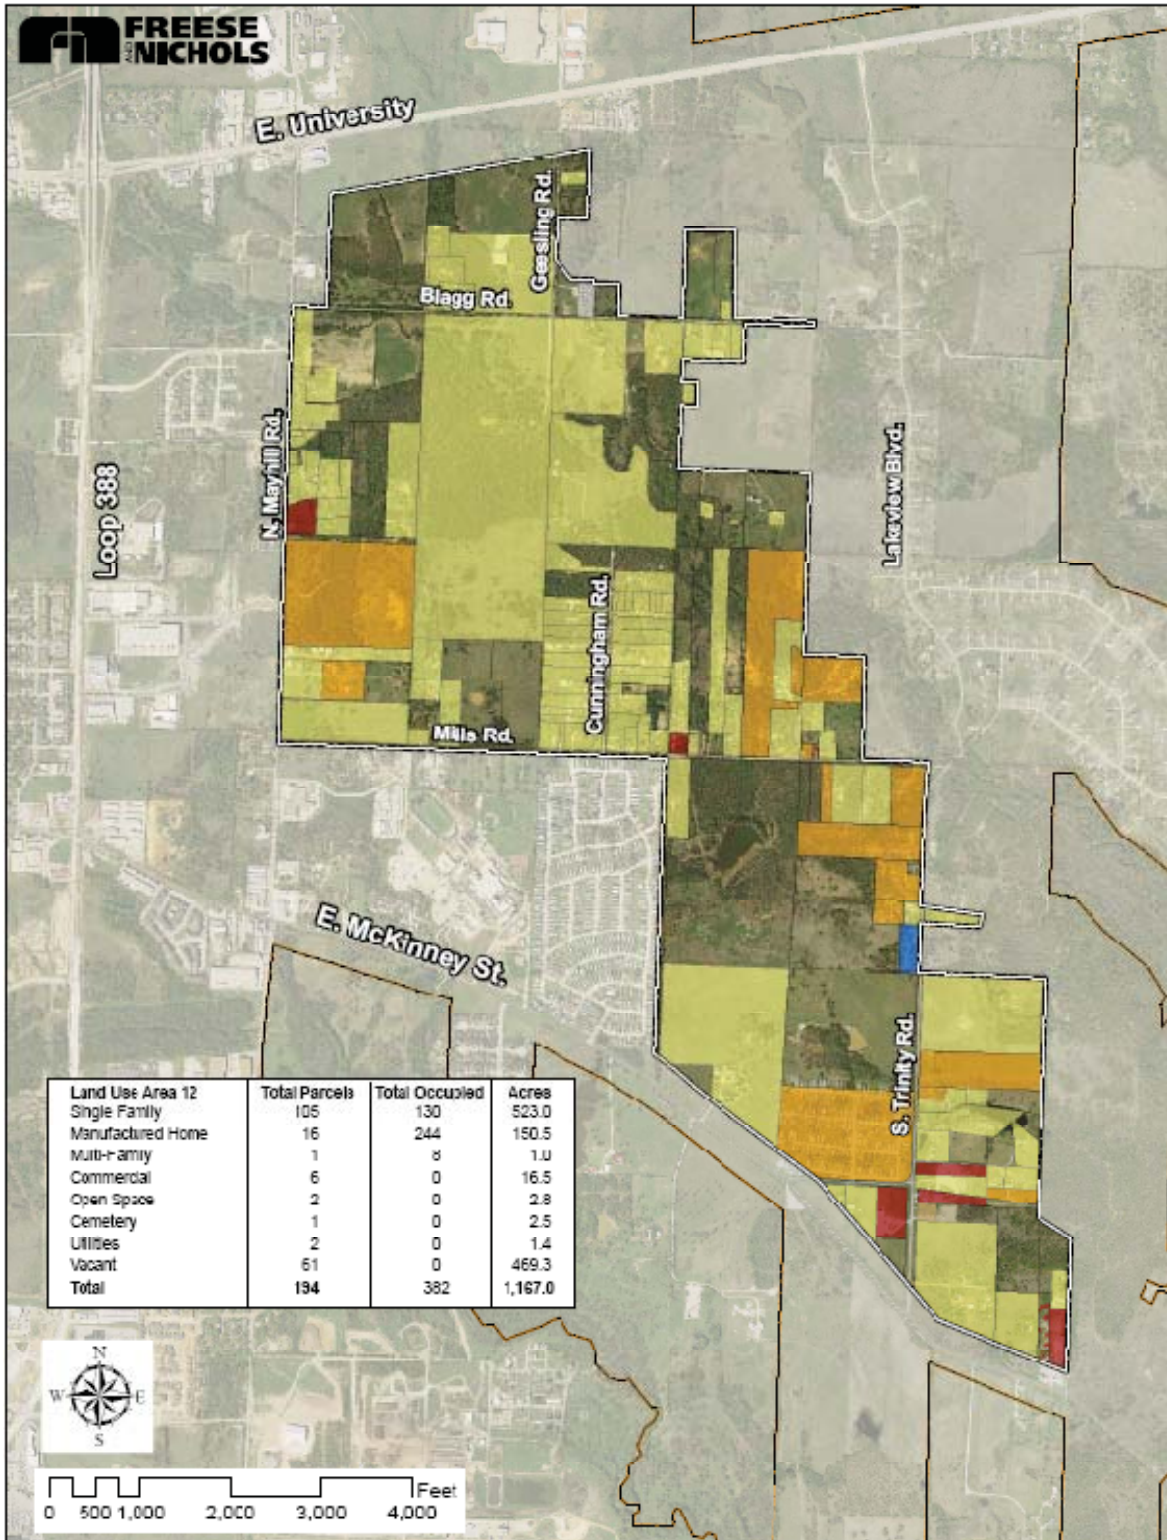 FREESE
AND
NICHOLS
E. University
Geesling Rd.
Blagg Rd.
N. Mayhill Rd.
Loop 388
Lakeview Blvd.
Cunningham Rd.
Mills Rd.
E. McKinney St.
S. Trinity Rd.
Land Use Area 12 Total Parcels Total Occupied Acres
Single Family 105 130 523.0
Manufactured Home 16 244 150.5
Multi-Family 1 8 1.0
Commercial 6 0 16.5
Open Space 2 0 2.8
Cemetery 1 0 2.5
Utilities 2 0 1.4
Vacant 61 0 469.3
Total 194 382 1,167.0
N
W E
S
Feet
0 500 1,000 2,000 3,000 4,000